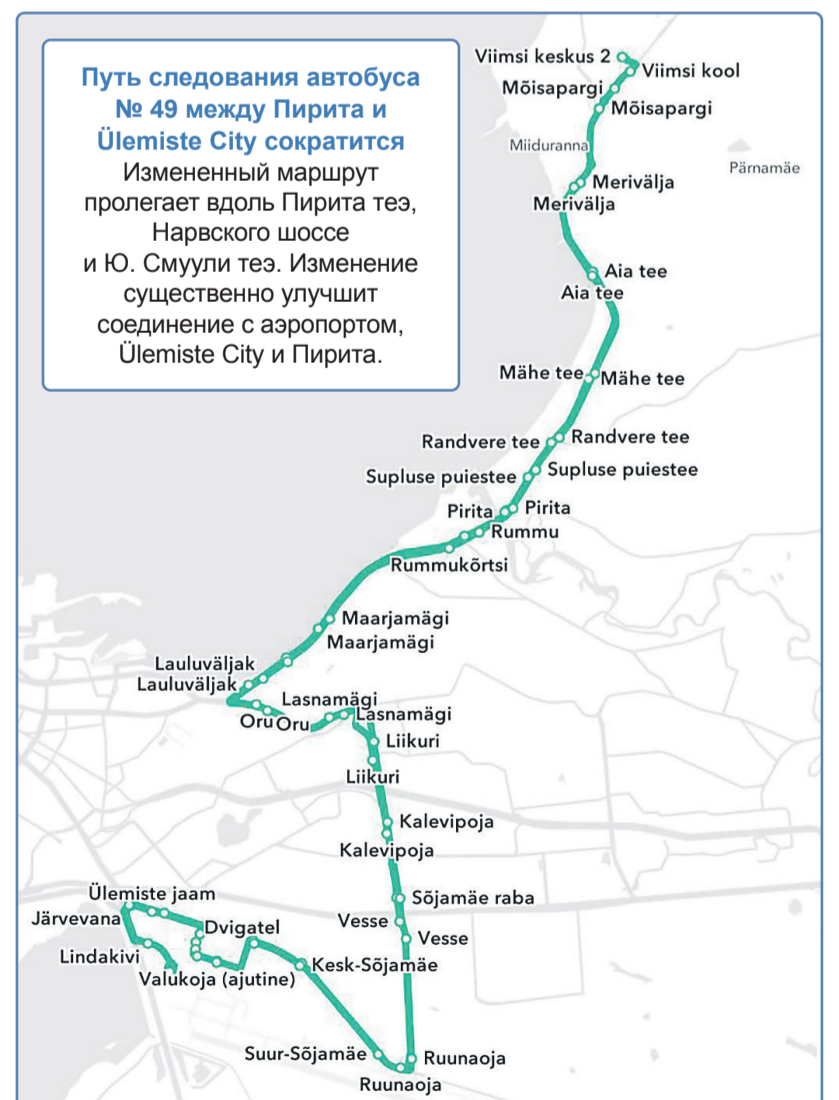 Путь следования автобуса
№ 49 между Пирита и
Ülemiste City сократится
Измененный маршрут
пролегает вдоль Пирита теэ,
Нарвского шоссе
и Ю. Смуули теэ. Изменение
существенно улучшит
соединение с аэропортом,
Ülemiste City и Пирита.
Viimsi keskus 2
Viimsi kool
Mõisapargi
Mõisapargi
Miiduranna
Pärnamäe
Merivälja
Merivälja
Aia tee
Aia tee
Mähe tee
Mähe tee
Randvere tee
Randvere tee
Supluse puiestee
Supluse puiestee
Pirita
Pirita
Rummu
Rummukõrtsi
Maarjamägi
Maarjamägi
Lauluväljak
Lauluväljak
Lasnamägi
Lasnamägi
Oru
Oru
Liikuri
Liikuri
Kalevipoja
Kalevipoja
Sõjamäe raba
Vesse
Vesse
Ülemiste jaam
Järvevana
Dvigatel
Lindakivi
Valukoja (ajutine)
Kesk-Sõjamäe
Suur-Sõjamäe
Ruunaoja
Ruunaoja